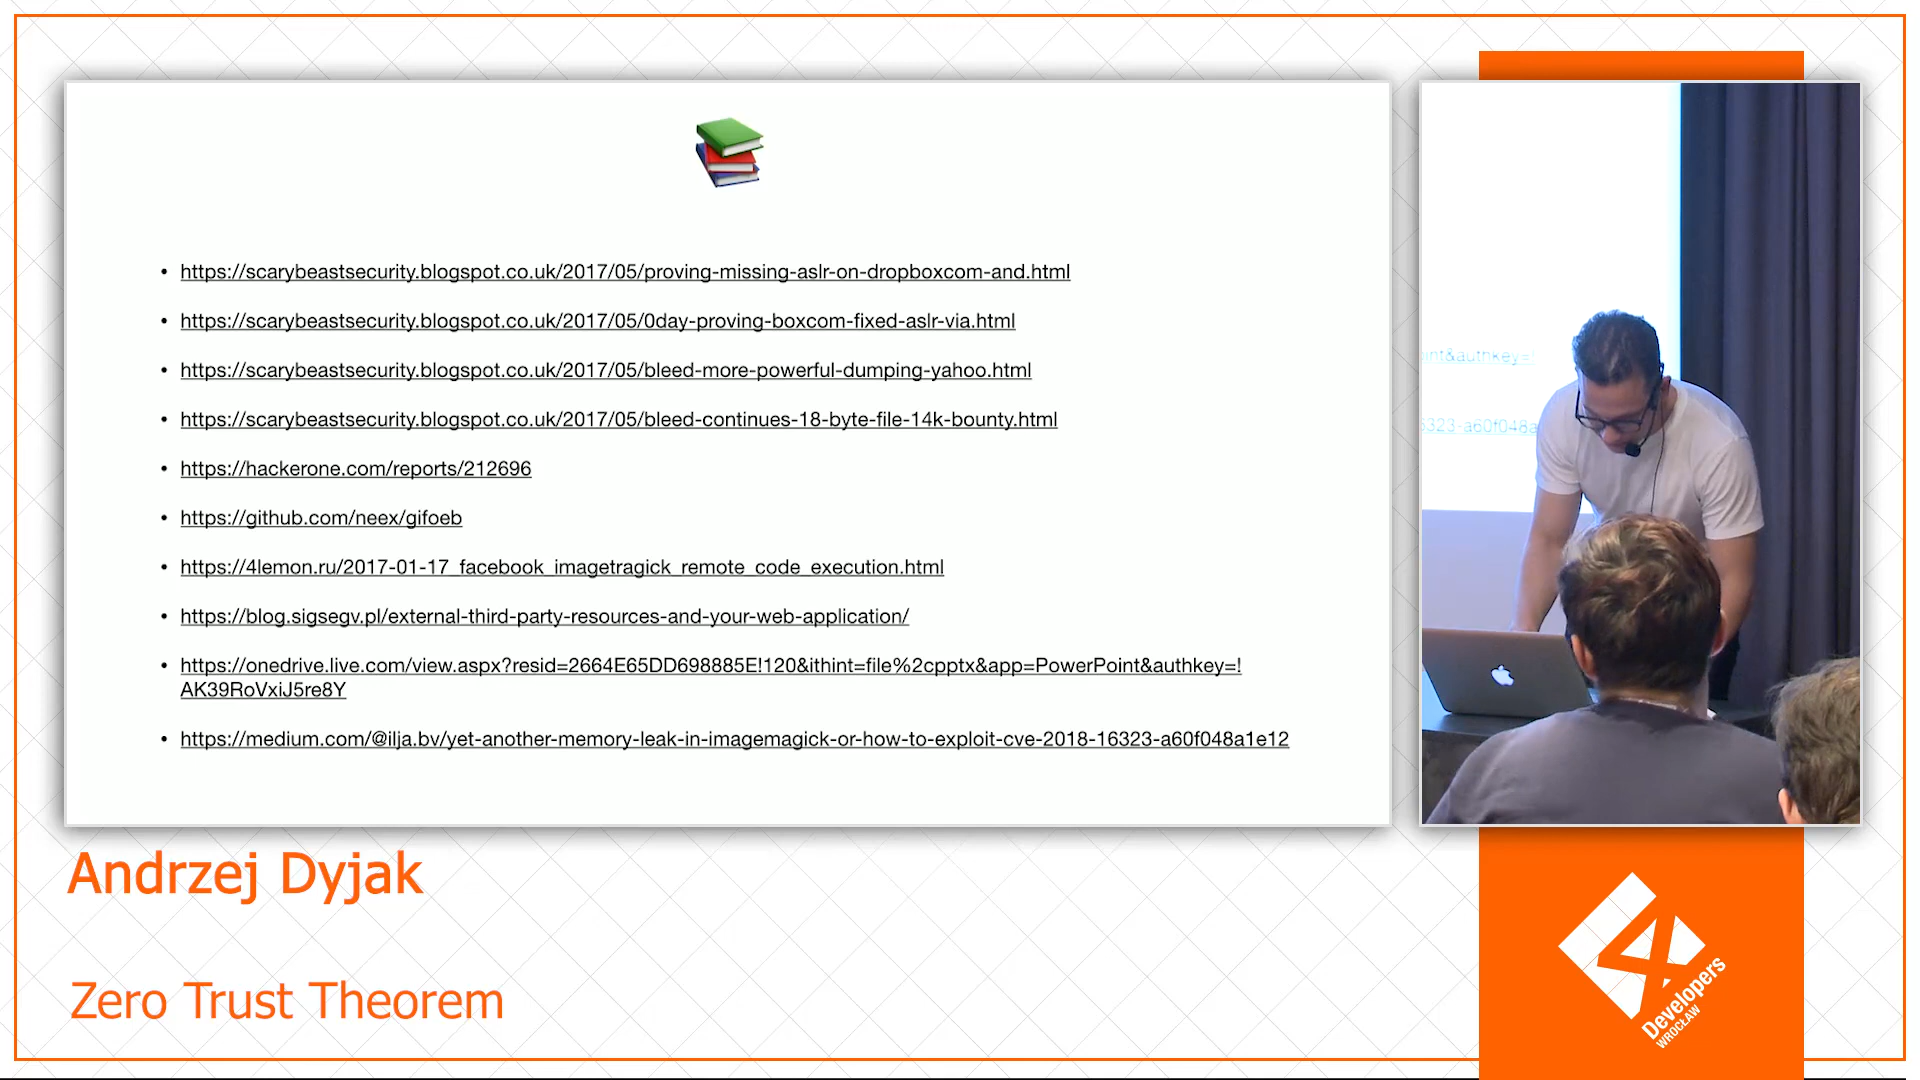 • https://scarybeastsecurity.blogspot.co.uk/2017/05/proving-missing-aslr-on-dropboxcom-and.html
• https://scarybeastsecurity.blogspot.co.uk/2017/05/0day-proving-boxcom-fixed-aslr-via.html
• https://scarybeastsecurity.blogspot.co.uk/2017/05/bleed-more-powerful-dumping-yahoo.html
• https://scarybeastsecurity.blogspot.co.uk/2017/05/bleed-continues-18-byte-file-14k-bounty.html
• https://hackerone.com/reports/212696
• https://github.com/neex/gifoeb
• https://4lemon.ru/2017-01-17_facebook_imagetragick_remote_code_execution.html
• https://blog.sigsegv.pl/external-third-party-resources-and-your-web-application/
• https://onedrive.live.com/view.aspx?resid=2664E65DD698885E!120&ithint=file%2cpptx&app=PowerPoint&authkey=!
AK39RoVxiJ5re8Y
• https://medium.com/@ilja.bv/yet-another-memory-leak-in-imagemagick-or-how-to-exploit-cve-2018-16323-a60f048a1e12
int&authkey=!
6323-a60f048a
Andrzej Dyjak
Zero Trust Theorem
4
Developers
WROCŁAW